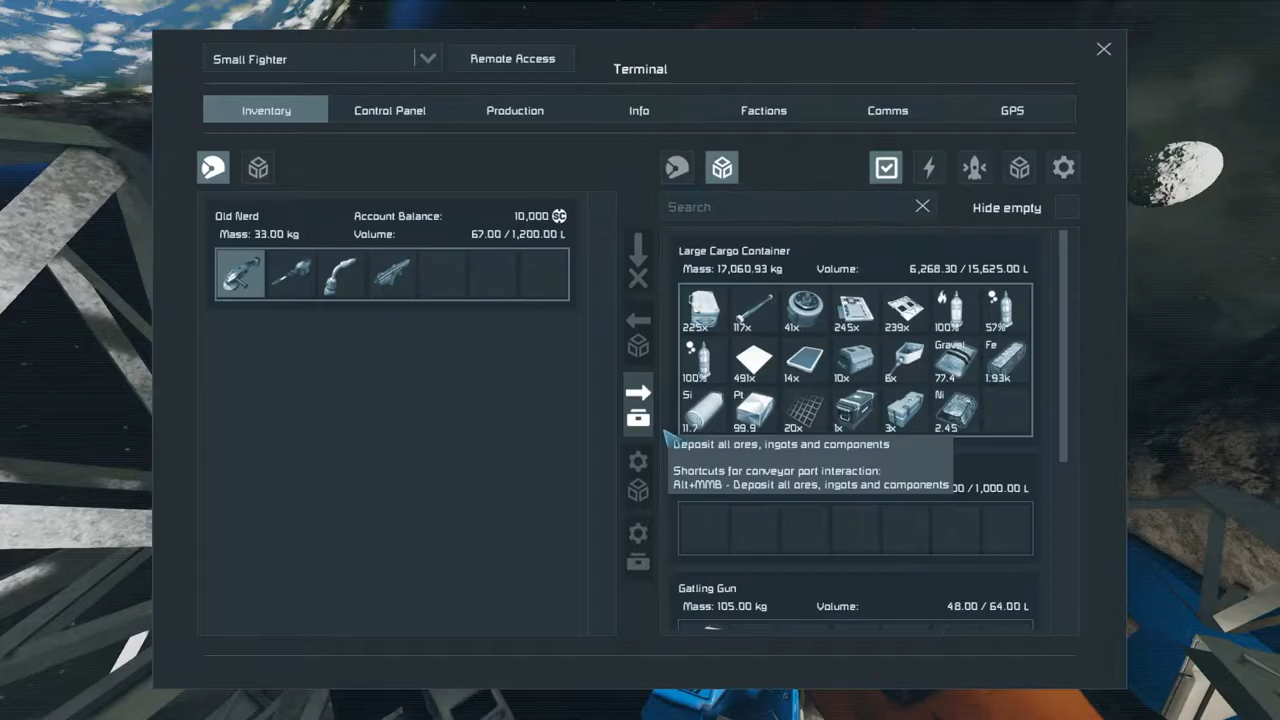 Small Fighter
Remote Access
Terminal
Inventory
Control Panel
Production
Info
Factions
Comms
GPS
Search:
Hide empty
Old Nerd
Account Balance:
10,000 SC
Mass: 33.00 kg
Volume:
67.00 / 1,200.00 L
Large Cargo Container
Mass: 17,060.93 kg
Volume:
6,268.30 / 15,625.00 L
225x
117x
41x
245x
239x
100%
57%
100%
491x
14x
10x
6x
Gravel
77.4
Fe
1.93k
Si
11.7
Pt
99.9
20x
1x
3x
Ni
2.45
Deposit all ores, ingots and components
Shortcuts for conveyor port interaction:
Alt+MMB - Deposit all ores, ingots and components
00 / 1,000.00 L
Gatling Gun
Mass: 105.00 kg
Volume:
48.00 / 64.00 L